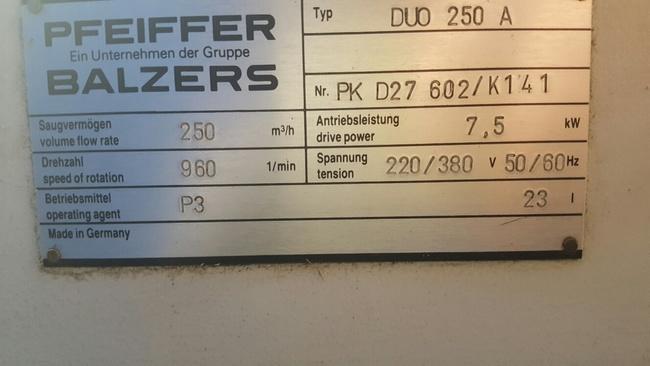 PFEIFFER
Ein Unternehmen der Gruppe
BALZERS
Typ DUO 250 A
Nr. PK D27 602/K141
Saugvermögen
volume flow rate 250 m³/h
Antriebsleistung
drive power 7,5 kW
Drehzahl
speed of rotation 960 1/min
Spannung
tension 220/380 V 50/60 Hz
Betriebsmittel
operating agent P3 23 l
Made in Germany